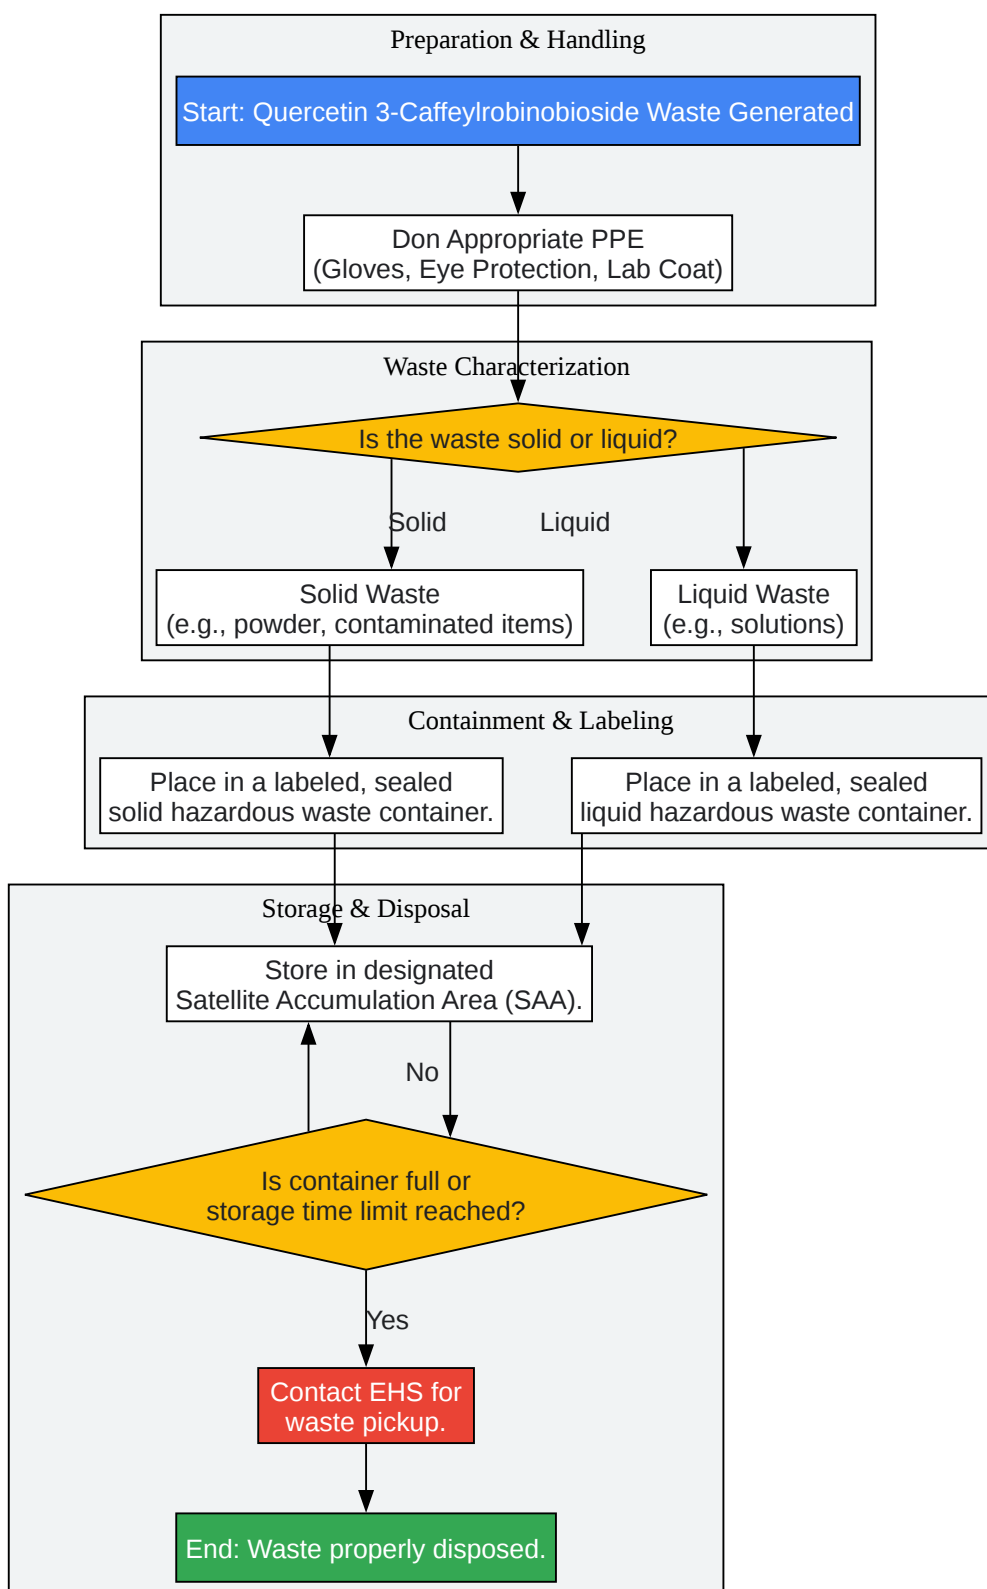 Preparation & Handling
Start: Quercetin 3-Caffeylrobinobioside Waste Generated
Don Appropriate PPE
(Gloves, Eye Protection, Lab Coat)
Waste Characterization
Is the waste solid or liquid?
Solid
Liquid
Solid Waste
(e.g., powder, contaminated items)
Liquid Waste
(e.g., solutions)
Containment & Labeling
Place in a labeled, sealed
solid hazardous waste container.
Place in a labeled, sealed
liquid hazardous waste container.
Storage & Disposal
Store in designated
Satellite Accumulation Area (SAA).
No
Is container full or
storage time limit reached?
Yes
Contact EHS for
waste pickup.
End: Waste properly disposed.